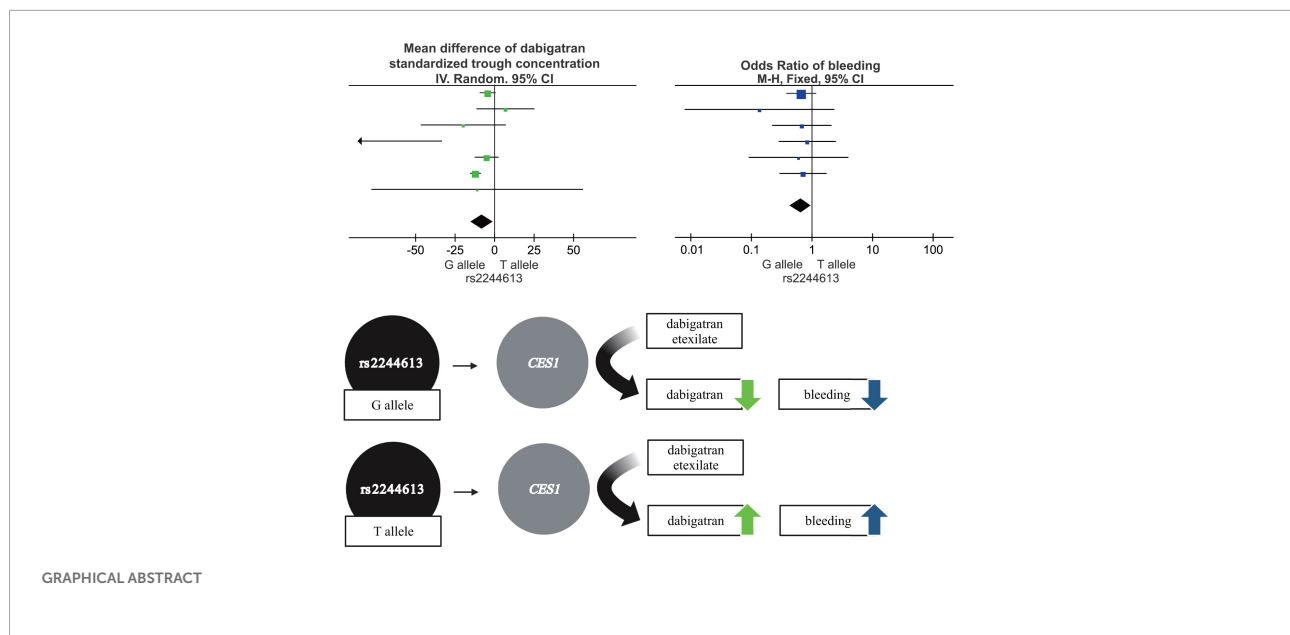 Mean difference of dabigatran
standardized trough concentration
IV. Random. 95% CI
-50 -25 0 25 50
G allele T allele
rs2244613
Odds Ratio of bleeding
M-H, Fixed, 95% CI
0.01 0.1 1 10 100
G allele T allele
rs2244613
rs2244613
G allele
CES1
dabigatran
etexilate
dabigatran
bleeding
rs2244613
T allele
CES1
dabigatran
etexilate
dabigatran
bleeding
GRAPHICAL ABSTRACT